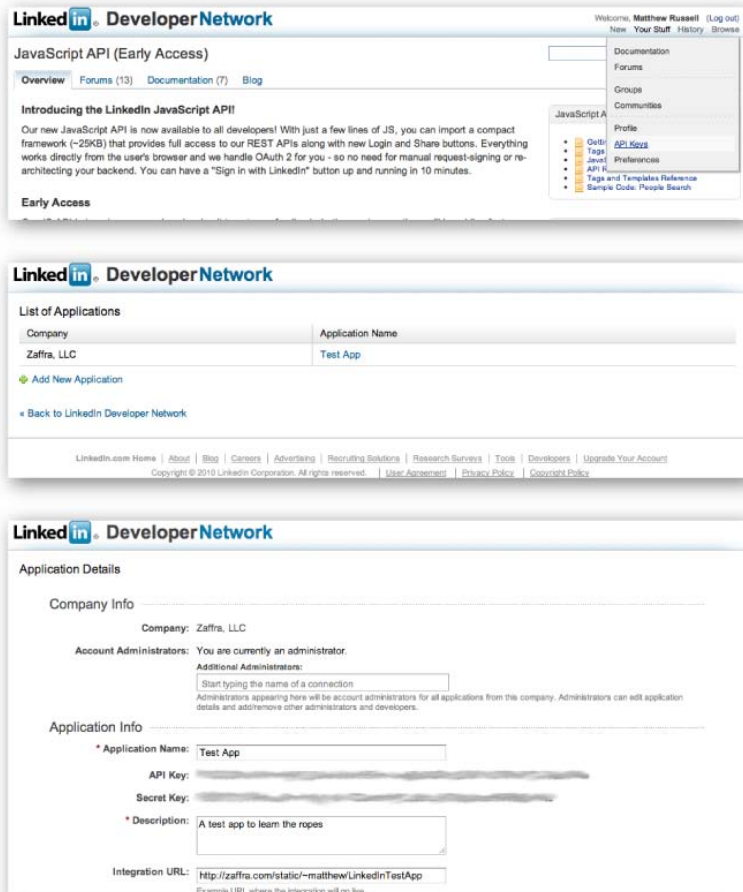 Linked in® DeveloperNetwork
Welcome, Matthew Russell (Log out)
New Your Stuff History Browse
JavaScript API (Early Access)
Overview Forums (13) Documentation (7) Blog
Documentation
Forums
Groups
Communities
Profile
API Keys
Preferences
Introducing the LinkedIn JavaScript API!
Our new JavaScript API is now available to all developers! With just a few lines of JS, you can import a compact
framework (~25KB) that provides full access to our REST APIs along with new Login and Share buttons. Everything
works directly from the user's browser and we handle OAuth 2 for you - so no need for manual request-signing or re-
architecting your backend. You can have a "Sign in with LinkedIn" button up and running in 10 minutes.
JavaScript A
Tags
Tags and Templates Reference
Sample Code: People Search
Early Access
Linked in® DeveloperNetwork
List of Applications
Company Application Name
Zaffra, LLC Test App
Add New Application
« Back to LinkedIn Developer Network
LinkedIn.com Home | About | Blog | Careers | Advertising | Recruiting Solutions | Research Surveys | Tools | Developers | Upgrade Your Account
Copyright © 2010 LinkedIn Corporation. All rights reserved. | User Agreement | Privacy Policy | Copyright Policy
Linked in® DeveloperNetwork
Application Details
Company Info
Company: Zaffra, LLC
Account Administrators: You are currently an administrator.
Additional Administrators:
Start typing the name of a connection
Administrators appearing here will be account administrators for all applications from this company. Administrators can edit application
details and add/remove other administrators and developers.
Application Info
* Application Name: Test App
API Key:
Secret Key:
* Description: A test app to learn the ropes
Integration URL: http://zaffra.com/static/~matthew/LinkedInTestApp
Example URL where the integration will go live